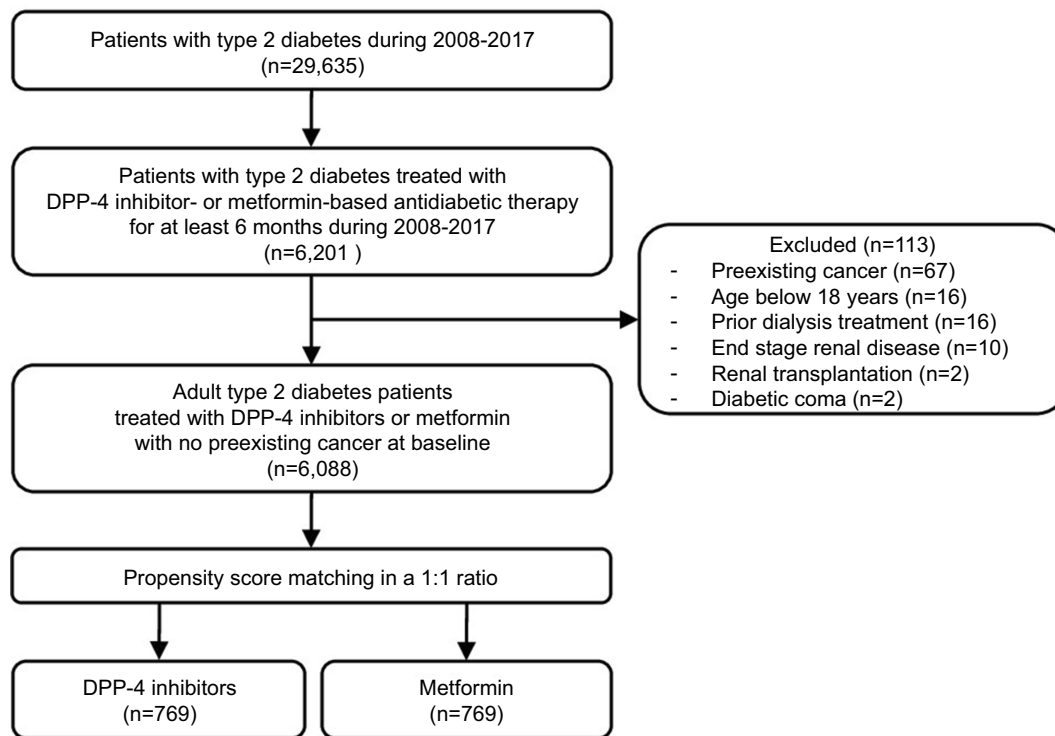 Patients with type 2 diabetes during 2008-2017
(n=29,635)
Patients with type 2 diabetes treated with
DPP-4 inhibitor- or metformin-based antidiabetic therapy
for at least 6 months during 2008-2017
(n=6,201 )
Excluded (n=113)
- Preexisting cancer (n=67)
- Age below 18 years (n=16)
- Prior dialysis treatment (n=16)
- End stage renal disease (n=10)
- Renal transplantation (n=2)
- Diabetic coma (n=2)
Adult type 2 diabetes patients
treated with DPP-4 inhibitors or metformin
with no preexisting cancer at baseline
(n=6,088)
Propensity score matching in a 1:1 ratio
DPP-4 inhibitors
(n=769)
Metformin
(n=769)